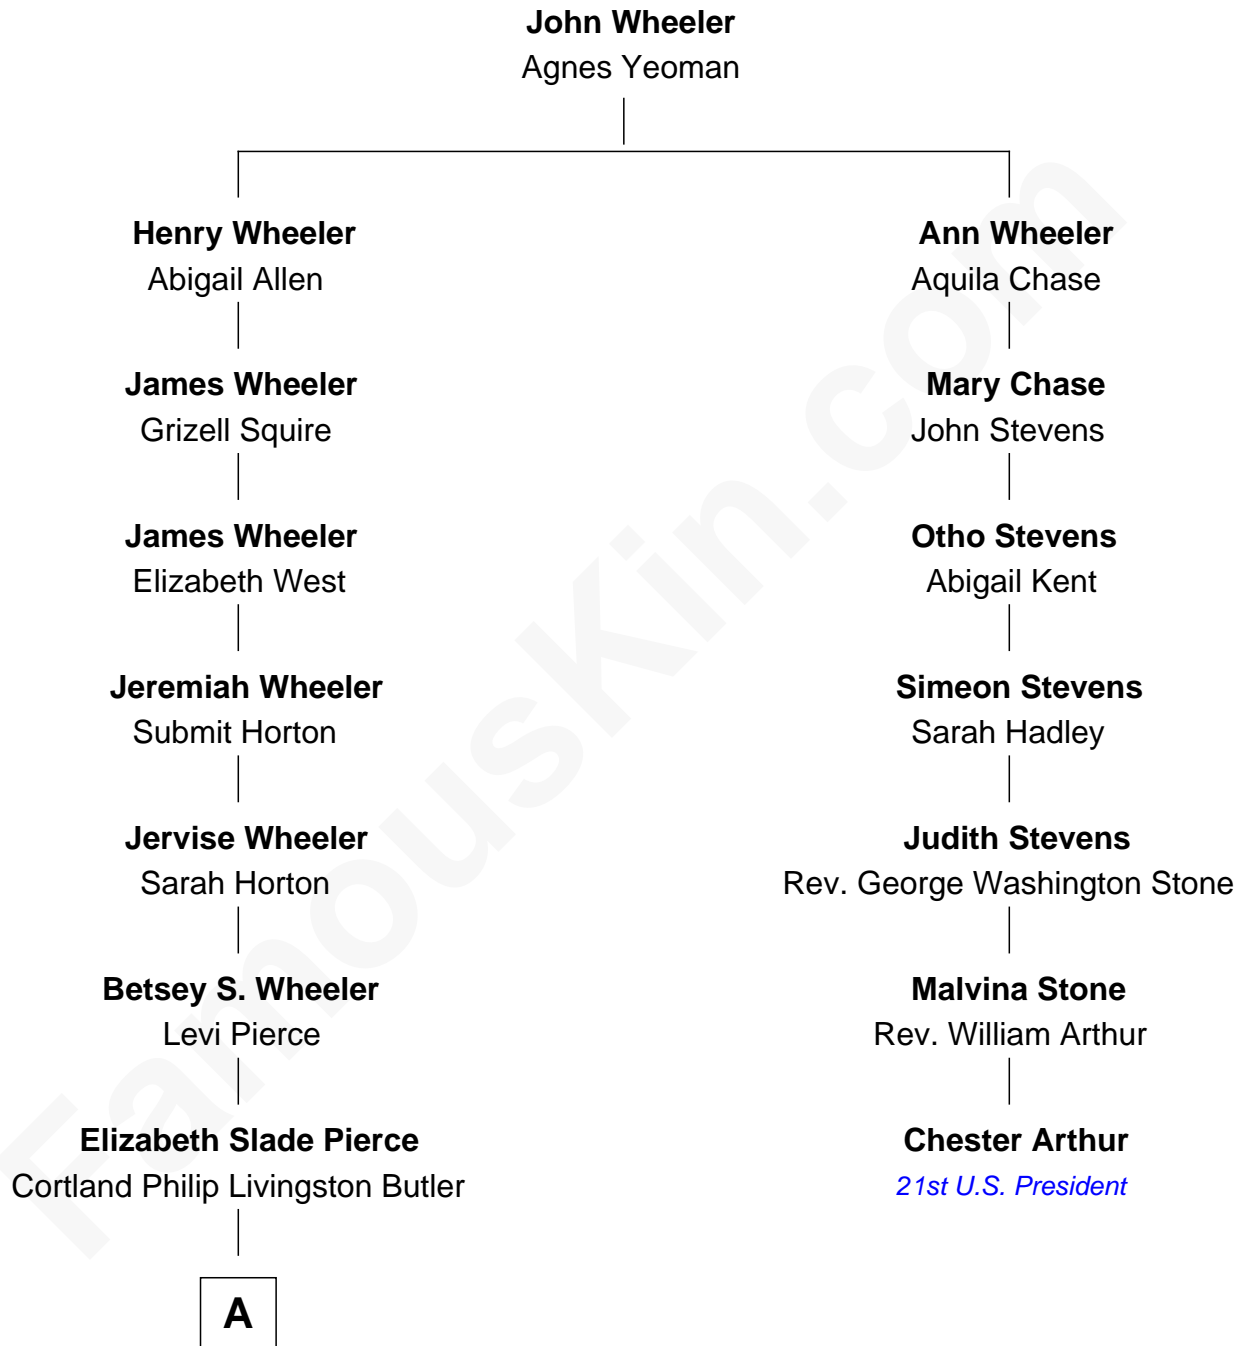 John Wheeler
Agnes Yeoman
Henry Wheeler
Abigail Allen
James Wheeler
Grizell Squire
James Wheeler
Elizabeth West
Jeremiah Wheeler
Submit Horton
Jervise Wheeler
Sarah Horton
Betsey S. Wheeler
Levi Pierce
Elizabeth Slade Pierce
Cortland Philip Livingston Butler
A
Ann Wheeler
Aquila Chase
Mary Chase
John Stevens
Otho Stevens
Abigail Kent
Simeon Stevens
Sarah Hadley
Judith Stevens
Rev. George Washington Stone
Malvina Stone
Rev. William Arthur
Chester Arthur
21st U.S. President
FamousKin.com